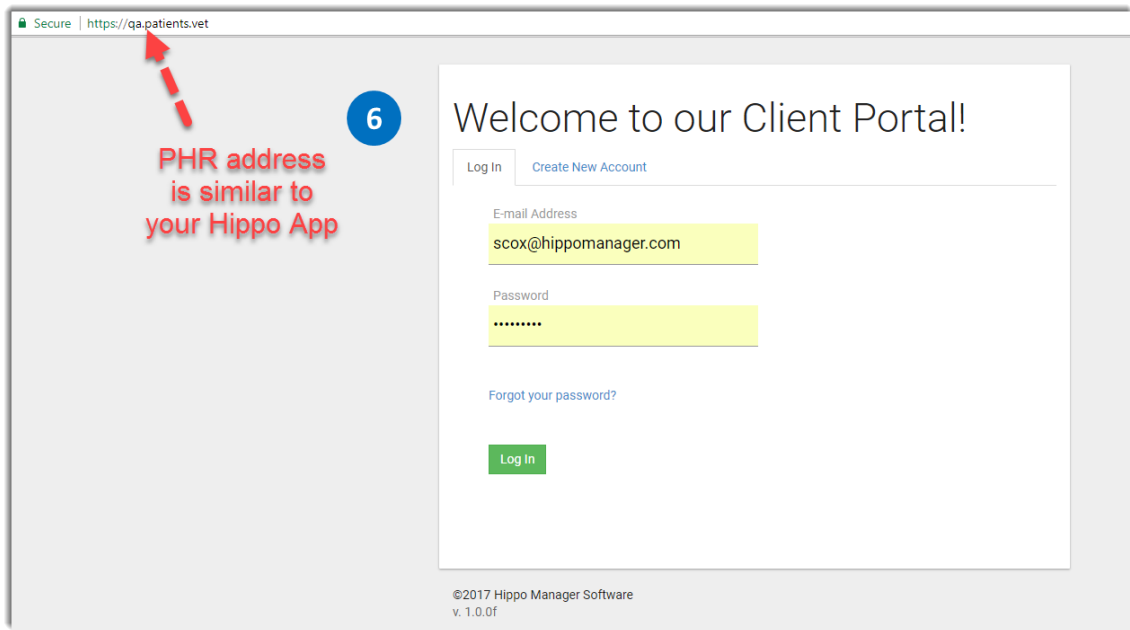 Secure | https://qa.patients.vet
6
PHR address
is similar to
your Hippo App
Welcome to our Client Portal!
Log In Create New Account
E-mail Address
scox@hippomanager.com
Password
•••••••••
Forgot your password?
Log In
©2017 Hippo Manager Software
v. 1.0.0f